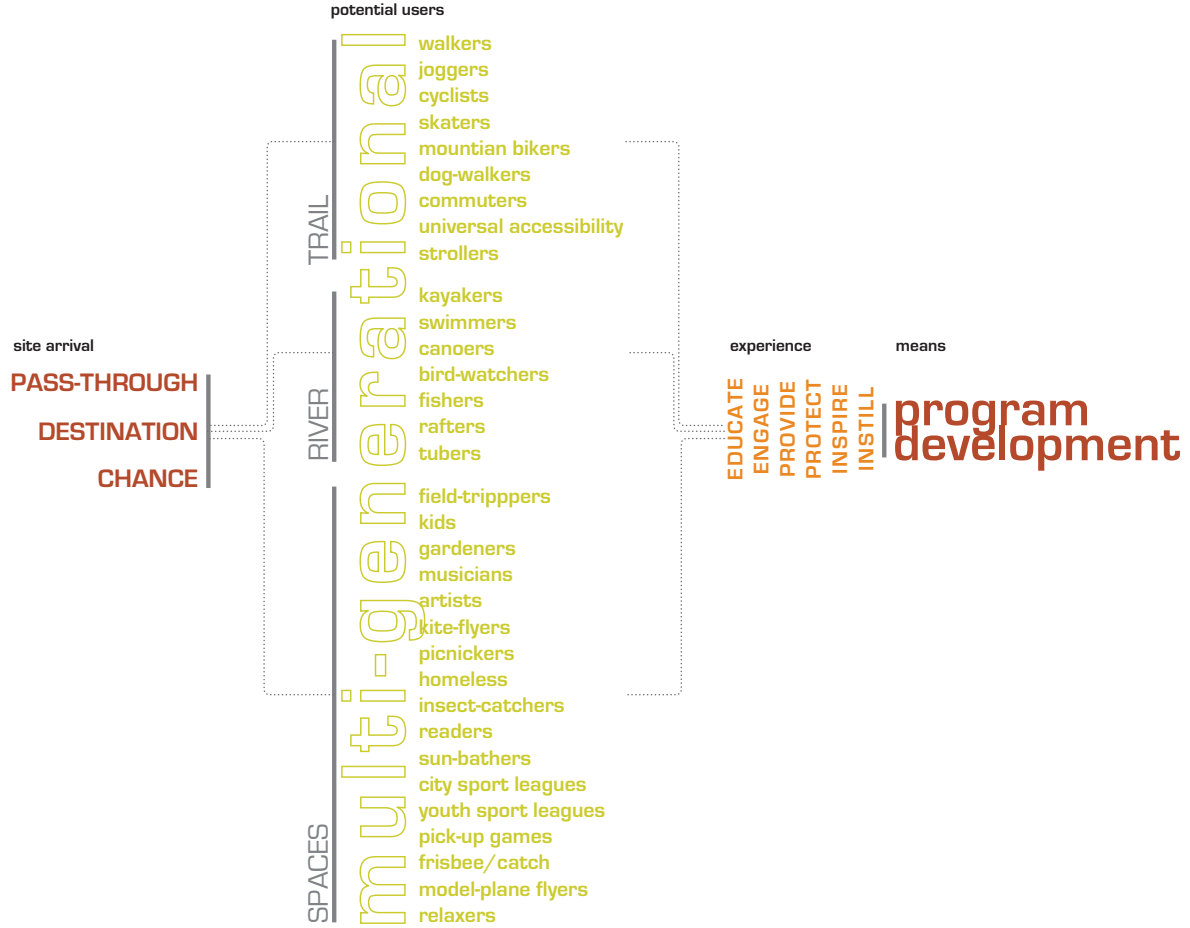 potential users
multi-generational
TRAIL
walkers
joggers
cyclists
skaters
mountian bikers
dog-walkers
commuters
universal accessibility
strollers
RIVER
kayakers
swimmers
canoers
bird-watchers
fishers
rafters
tubers
SPACES
field-tripppers
kids
gardeners
musicians
artists
kite-flyers
picnickers
homeless
insect-catchers
readers
sun-bathers
city sport leagues
youth sport leagues
pick-up games
frisbee/catch
model-plane flyers
relaxers
site arrival
PASS-THROUGH
DESTINATION
CHANCE
experience
EDUCATE
ENGAGE
PROVIDE
PROTECT
INSPIRE
INSTILL
means
program
development